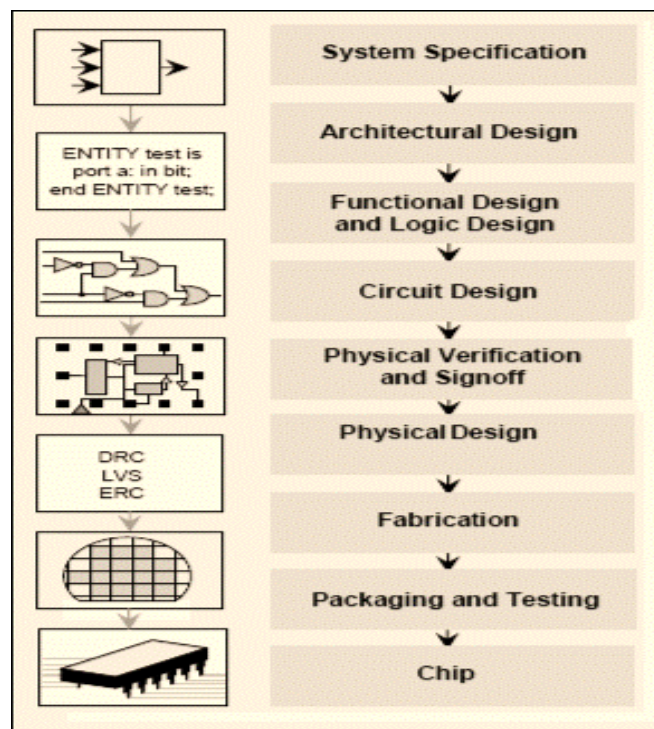 System Specification
ENTITY test is
port a: in bit;
end ENTITY test;
Architectural Design
Functional Design
and Logic Design
Circuit Design
Physical Verification
and Signoff
Physical Design
DRC
LVS
ERC
Fabrication
Packaging and Testing
Chip